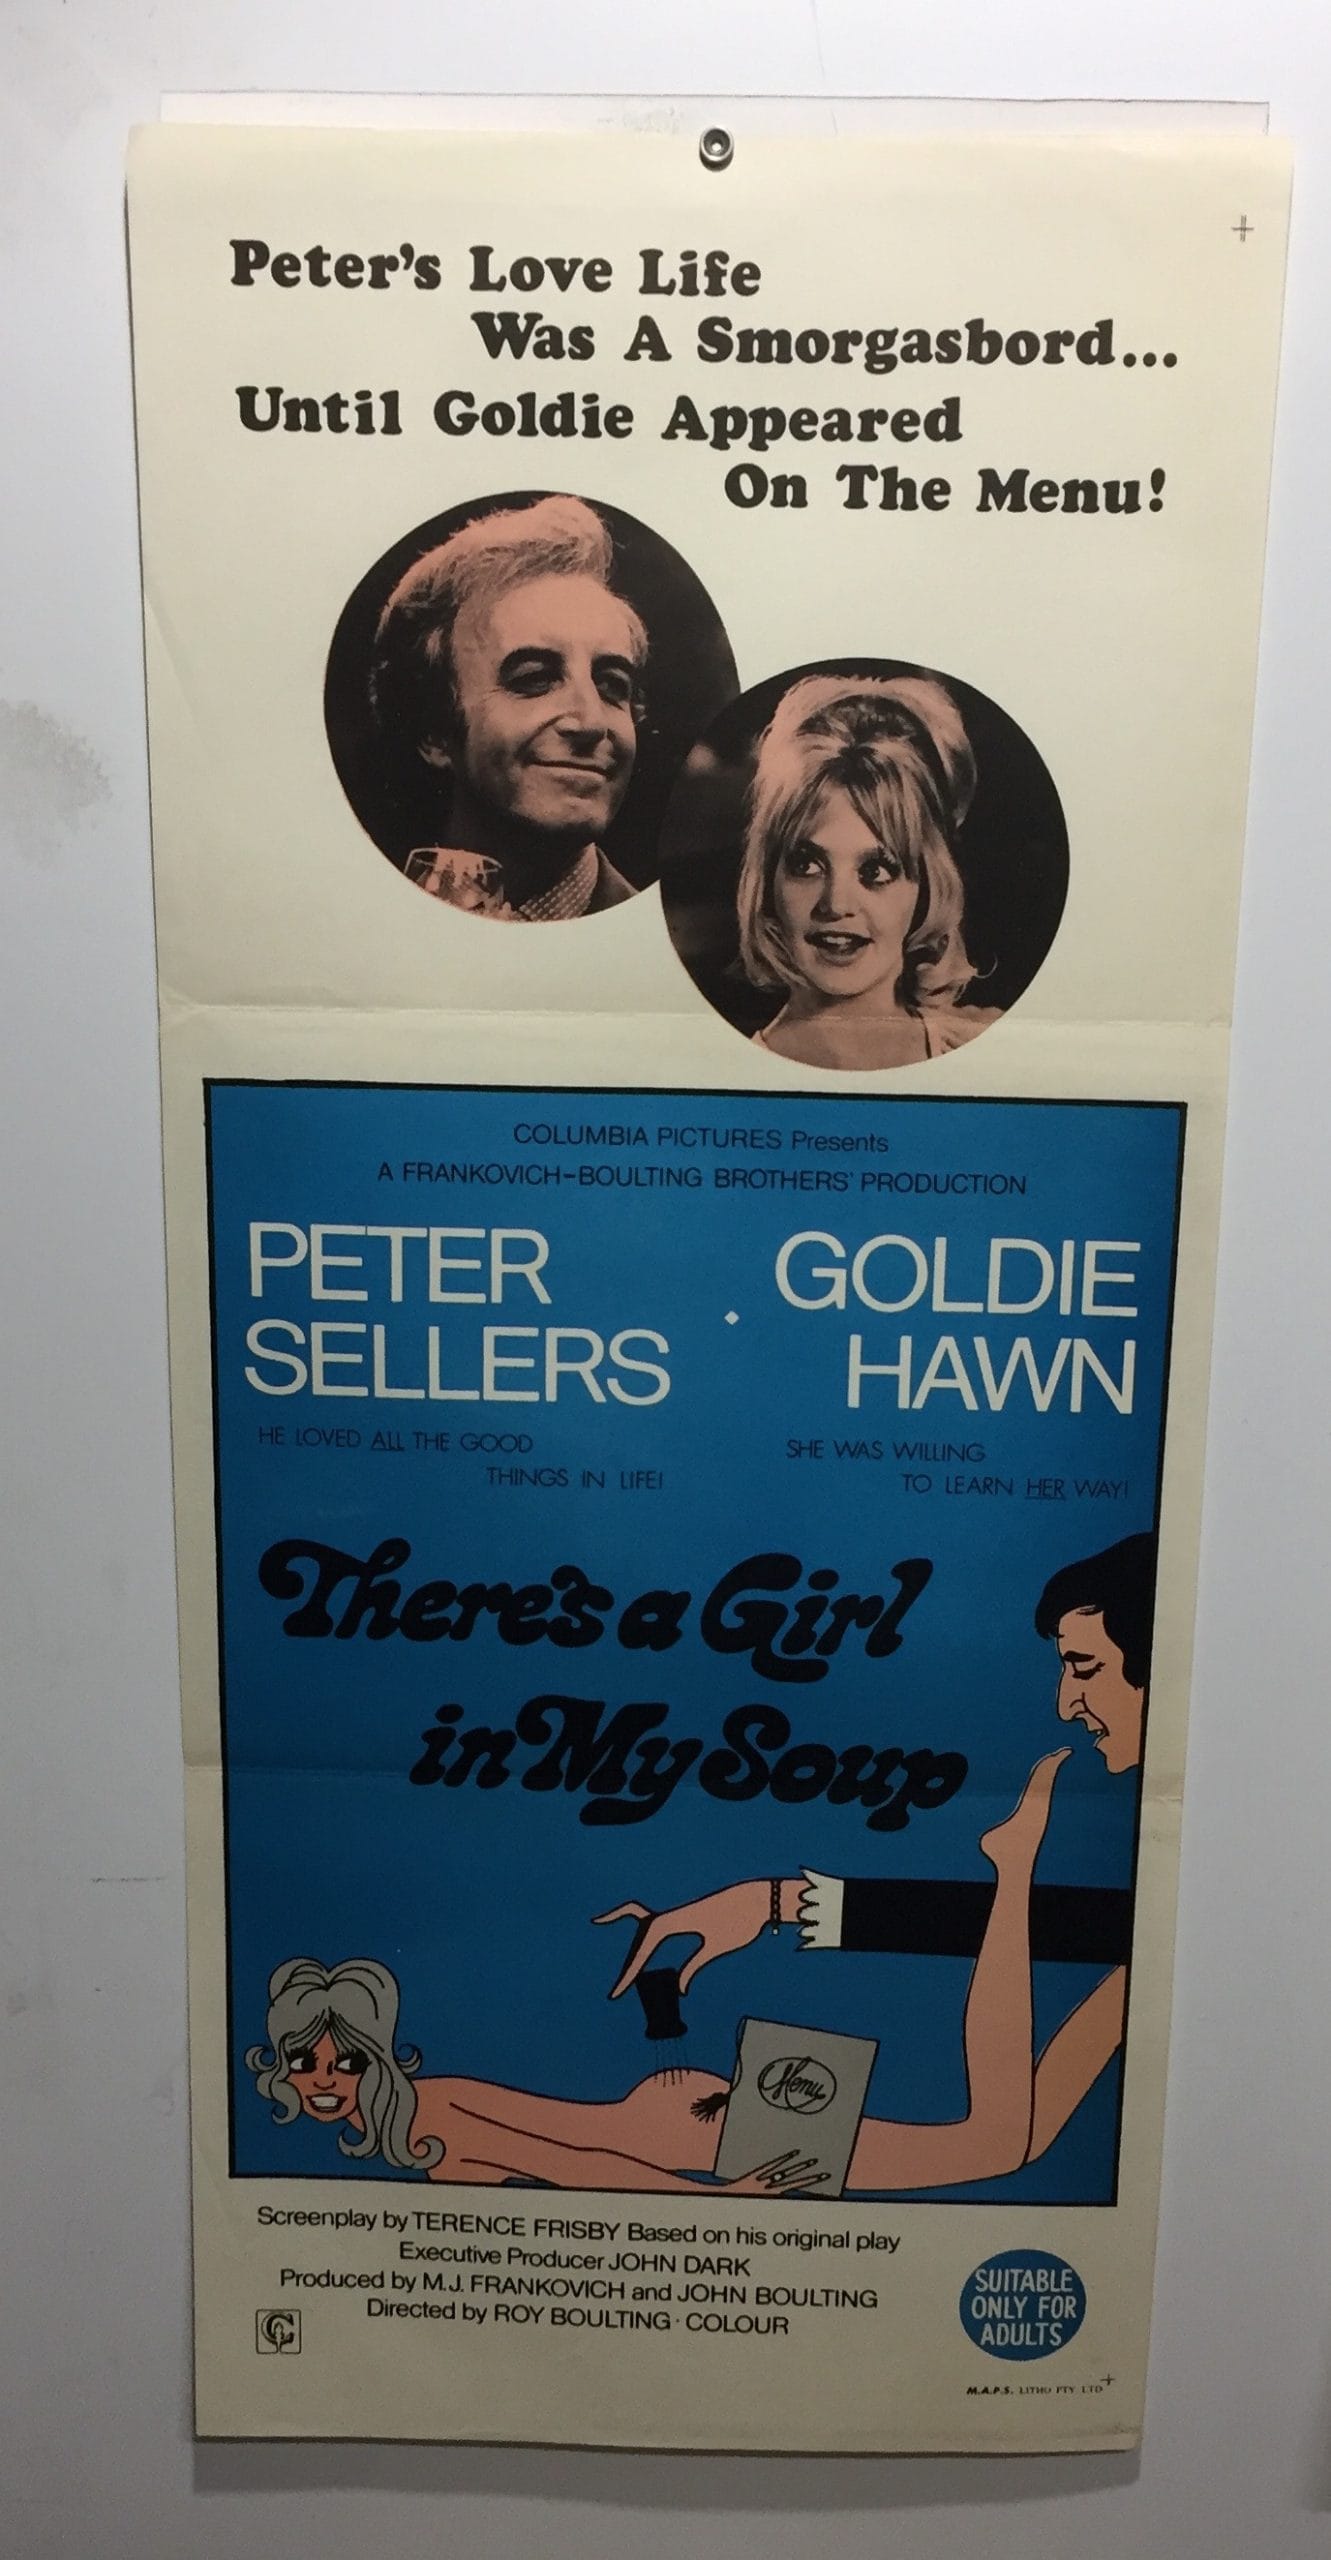 Peter's Love Life
Was A Smorgasbord...
Until Goldie Appeared
On The Menu!
COLUMBIA PICTURES Presents
A FRANKOVICH-BOULTING BROTHERS' PRODUCTION
PETER
SELLERS
GOLDIE
HAWN
HE LOVED ALL THE GOOD
THINGS IN LIFE!
SHE WAS WILLING
TO LEARN HER WAY!
There's a Girl
in My Soup
Menu
Screenplay by TERENCE FRISBY Based on his original play
Executive Producer JOHN DARK
Produced by M.J. FRANKOVICH and JOHN BOULTING
Directed by ROY BOULTING · COLOUR
SUITABLE
ONLY FOR
ADULTS
M.A.P.S. LITHO PTY LTD